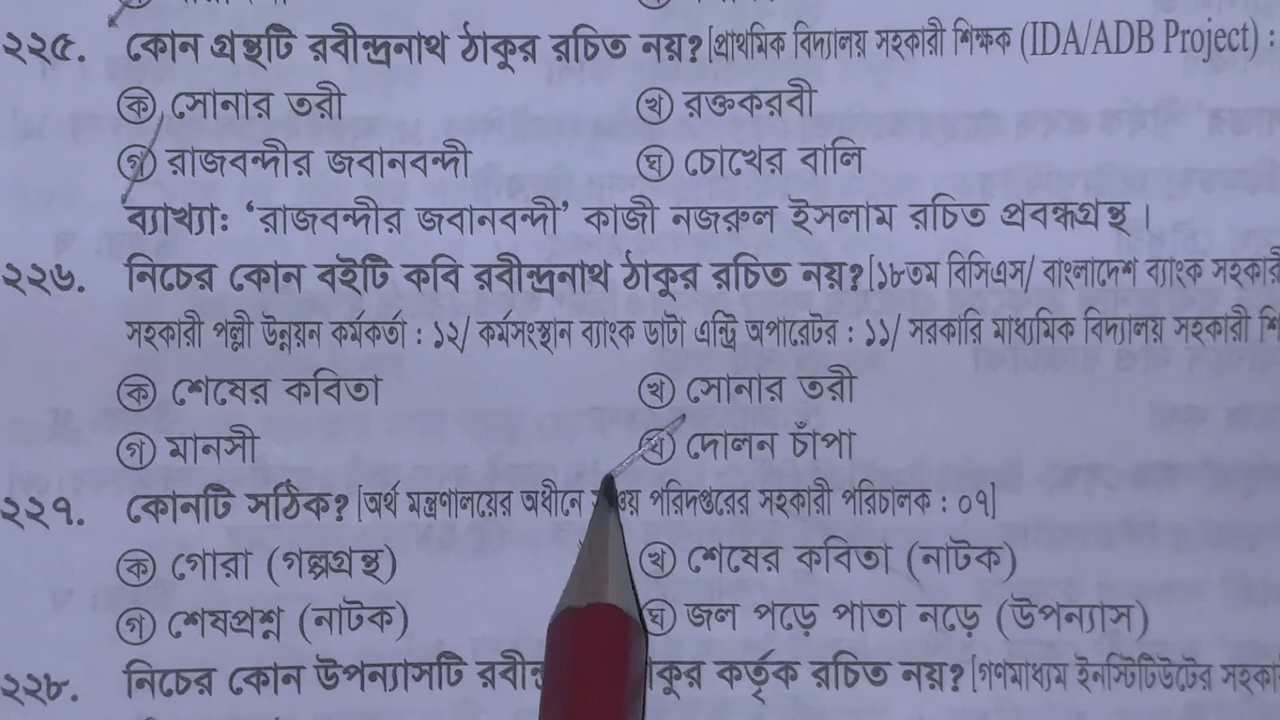 ২২৫. কোন গ্রন্থটি রবীন্দ্রনাথ ঠাকুর রচিত নয়? [প্রাথমিক বিদ্যালয় সহকারী শিক্ষক (IDA/ADB Project) :
ক সোনার তরী খ রক্তকরবী
গ রাজবন্দীর জবানবন্দী ঘ চোখের বালি
ব্যাখ্যা: ‘রাজবন্দীর জবানবন্দী’ কাজী নজরুল ইসলাম রচিত প্রবন্ধগ্রন্থ।
২২৬. নিচের কোন বইটি কবি রবীন্দ্রনাথ ঠাকুর রচিত নয়? [১৮তম বিসিএস/ বাংলাদেশ ব্যাংক সহকারী
সহকারী পল্লী উন্নয়ন কর্মকর্তা : ১২/ কর্মসংস্থান ব্যাংক ডাটা এন্ট্রি অপারেটর : ১১/ সরকারি মাধ্যমিক বিদ্যালয় সহকারী
ক শেষের কবিতা খ সোনার তরী
গ মানসী ঘ দোলন চাঁপা
২২৭. কোনটি সঠিক? [অর্থ মন্ত্রণালয়ের অধীনে পরিদপ্তরের সহকারী পরিচালক : ০৭]
ক গোরা (গল্পগ্রন্থ) খ শেষের কবিতা (নাটক)
গ শেষপ্রশ্ন (নাটক) ঘ জল পড়ে পাতা নড়ে (উপন্যাস)
২২৮. নিচের কোন উপন্যাসটি কর্তৃক রচিত নয়? [গণমাধ্যম ইনস্টিটিউটের